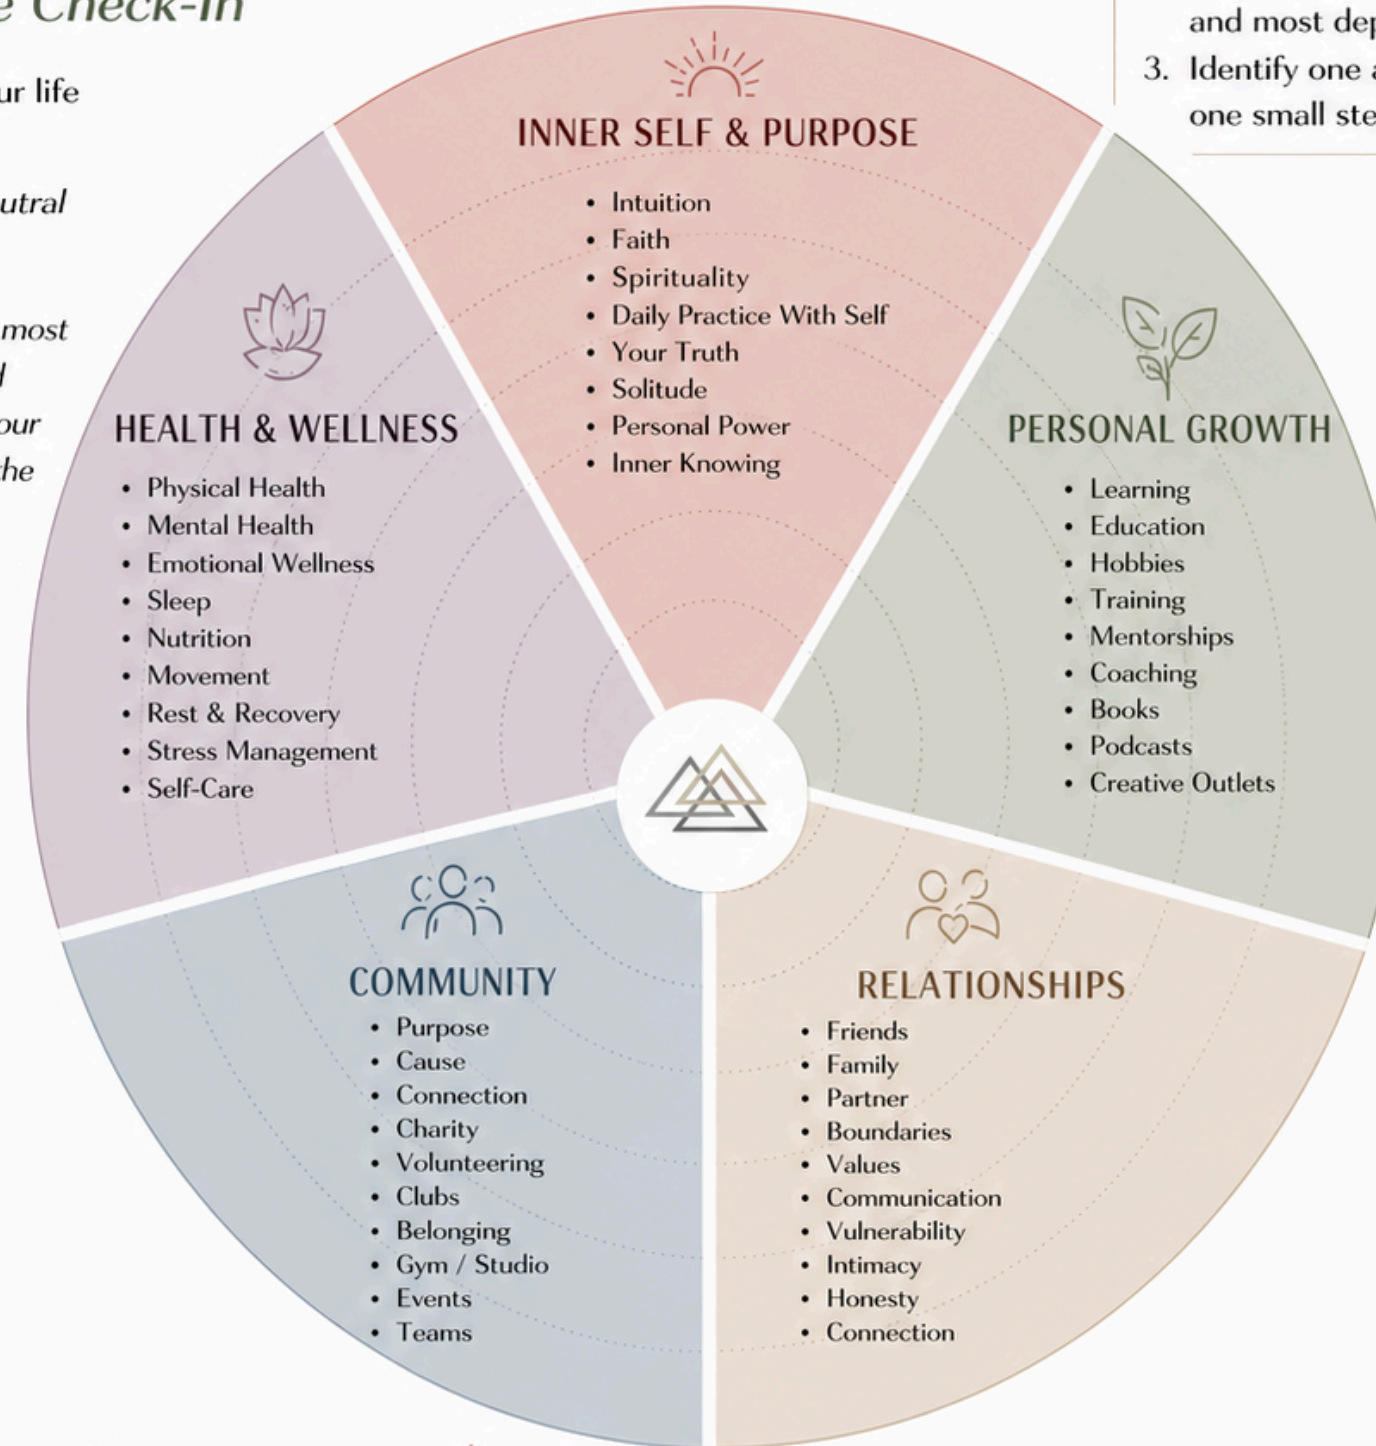 Check-In
ur life
utral
most
our
the
and most dep
3. Identify one a
one small ste
INNER SELF & PURPOSE
• Intuition
• Faith
• Spirituality
• Daily Practice With Self
• Your Truth
• Solitude
• Personal Power
• Inner Knowing
HEALTH & WELLNESS
• Physical Health
• Mental Health
• Emotional Wellness
• Sleep
• Nutrition
• Movement
• Rest & Recovery
• Stress Management
• Self-Care
PERSONAL GROWTH
• Learning
• Education
• Hobbies
• Training
• Mentorships
• Coaching
• Books
• Podcasts
• Creative Outlets
COMMUNITY
• Purpose
• Cause
• Connection
• Charity
• Volunteering
• Clubs
• Belonging
• Gym / Studio
• Events
• Teams
RELATIONSHIPS
• Friends
• Family
• Partner
• Boundaries
• Values
• Communication
• Vulnerability
• Intimacy
• Honesty
• Connection